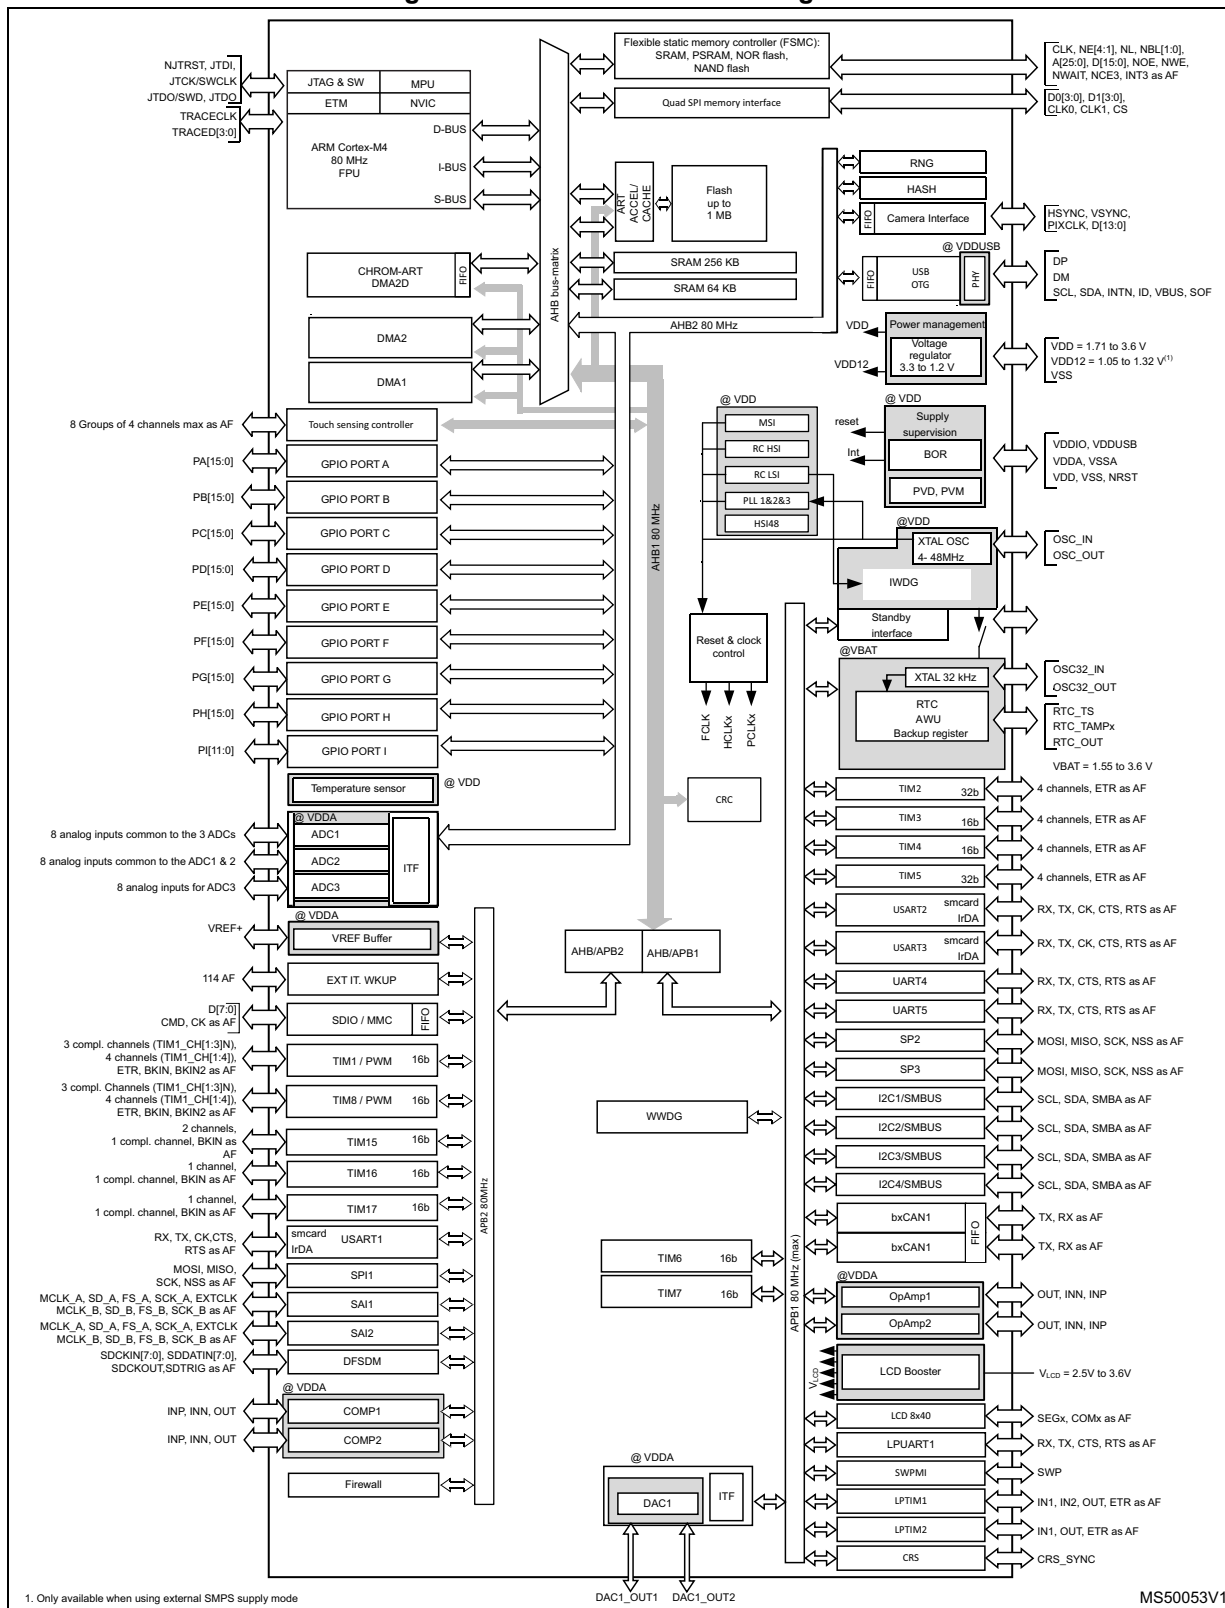 Flexible static memory controller (FSMC):
SRAM, PSRAM, NOR flash,
NAND flash
CLK, NE[4:1], NL, NBL[1:0],
A[25:0], D[15:0], NOE, NWE,
NWAIT, NCE3, INT3 as AF
Quad SPI memory interface
D0[3:0], D1[3:0],
CLK0, CLK1, CS
NJTRST, JTDI,
JTCK/SWCLK
JTDO/SWD, JTDO
TRACECLK
TRACED[3:0]
JTAG & SW
MPU
ETM
NVIC
ARM Cortex-M4
80 MHz
FPU
D-BUS
I-BUS
S-BUS
AHB bus-matrix
ART
ACCEL/
CACHE
Flash
up to
1 MB
SRAM 256 KB
SRAM 64 KB
AHB2 80 MHz
RNG
HASH
FIFO
Camera Interface
HSYNC, VSYNC,
PIXCLK, D[13:0]
@ VDDUSB
FIFO
USB
OTG
PHY
DP
DM
SCL, SDA, INTN, ID, VBUS, SOF
CHROM-ART
DMA2D
FIFO
DMA2
DMA1
VDD
VDD12
Power management
Voltage
regulator
3.3 to 1.2 V
VDD = 1.71 to 3.6 V
VDD12 = 1.05 to 1.32 V(1)
VSS
@ VDD
MSI
RC HSI
RC LSI
PLL 1&2&3
HSI48
@ VDD
reset
Int
Supply
supervision
BOR
PVD, PVM
VDDIO, VDDUSB
VDDA, VSSA
VDD, VSS, NRST
@VDD
XTAL OSC
4- 48MHz
IWDG
OSC_IN
OSC_OUT
Standby
interface
@VBAT
XTAL 32 kHz
RTC
AWU
Backup register
OSC32_IN
OSC32_OUT
RTC_TS
RTC_TAMPx
RTC_OUT
VBAT = 1.55 to 3.6 V
Reset & clock
control
FCLK
HCLKx
PCLKx
AHB1 80 MHz
CRC
8 Groups of 4 channels max as AF
Touch sensing controller
PA[15:0]
GPIO PORT A
PB[15:0]
GPIO PORT B
PC[15:0]
GPIO PORT C
PD[15:0]
GPIO PORT D
PE[15:0]
GPIO PORT E
PF[15:0]
GPIO PORT F
PG[15:0]
GPIO PORT G
PH[15:0]
GPIO PORT H
PI[11:0]
GPIO PORT I
Temperature sensor
@ VDD
@ VDDA
8 analog inputs common to the 3 ADCs
ADC1
8 analog inputs common to the ADC1 & 2
ADC2
8 analog inputs for ADC3
ADC3
ITF
@ VDDA
VREF+
VREF Buffer
AHB/APB2
AHB/APB1
114 AF
EXT IT. WKUP
D[7:0]
CMD, CK as AF
SDIO / MMC
FIFO
3 compl. channels (TIM1_CH[1:3]N),
4 channels (TIM1_CH[1:4]),
ETR, BKIN, BKIN2 as AF
TIM1 / PWM
16b
3 compl. Channels (TIM1_CH[1:3]N),
4 channels (TIM1_CH[1:4]),
ETR, BKIN, BKIN2 as AF
TIM8 / PWM
16b
2 channels,
1 compl. channel, BKIN as
AF
TIM15
16b
1 channel,
1 compl. channel, BKIN as AF
TIM16
16b
1 channel,
1 compl. channel, BKIN as AF
TIM17
16b
RX, TX, CK,CTS,
RTS as AF
smcard
IrDA
USART1
MOSI, MISO,
SCK, NSS as AF
SPI1
MCLK_A, SD_A, FS_A, SCK_A, EXTCLK
MCLK_B, SD_B, FS_B, SCK_B as AF
SAI1
MCLK_A, SD_A, FS_A, SCK_A, EXTCLK
MCLK_B, SD_B, FS_B, SCK_B as AF
SAI2
SDCKIN[7:0], SDDATIN[7:0],
SDCKOUT,SDTRIG as AF
DFSDM
@ VDDA
INP, INN, OUT
COMP1
INP, INN, OUT
COMP2
Firewall
APB2 80MHz
WWDG
TIM6
16b
TIM7
16b
APB1 80 MHz (max)
@ VDDA
DAC1
ITF
DAC1_OUT1
DAC1_OUT2
TIM2
32b
4 channels, ETR as AF
TIM3
16b
4 channels, ETR as AF
TIM4
16b
4 channels, ETR as AF
TIM5
32b
4 channels, ETR as AF
USART2
smcard
IrDA
RX, TX, CK, CTS, RTS as AF
USART3
smcard
IrDA
RX, TX, CK, CTS, RTS as AF
UART4
RX, TX, CTS, RTS as AF
UART5
RX, TX, CTS, RTS as AF
SP2
MOSI, MISO, SCK, NSS as AF
SP3
MOSI, MISO, SCK, NSS as AF
I2C1/SMBUS
SCL, SDA, SMBA as AF
I2C2/SMBUS
SCL, SDA, SMBA as AF
I2C3/SMBUS
SCL, SDA, SMBA as AF
I2C4/SMBUS
SCL, SDA, SMBA as AF
bxCAN1
TX, RX as AF
bxCAN1
TX, RX as AF
FIFO
@VDDA
OpAmp1
OUT, INN, INP
OpAmp2
OUT, INN, INP
VLCD
LCD Booster
VLCD = 2.5V to 3.6V
LCD 8x40
SEGx, COMx as AF
LPUART1
RX, TX, CTS, RTS as AF
SWPMI
SWP
LPTIM1
IN1, IN2, OUT, ETR as AF
LPTIM2
IN1, OUT, ETR as AF
CRS
CRS_SYNC
1. Only available when using external SMPS supply mode
MS50053V1